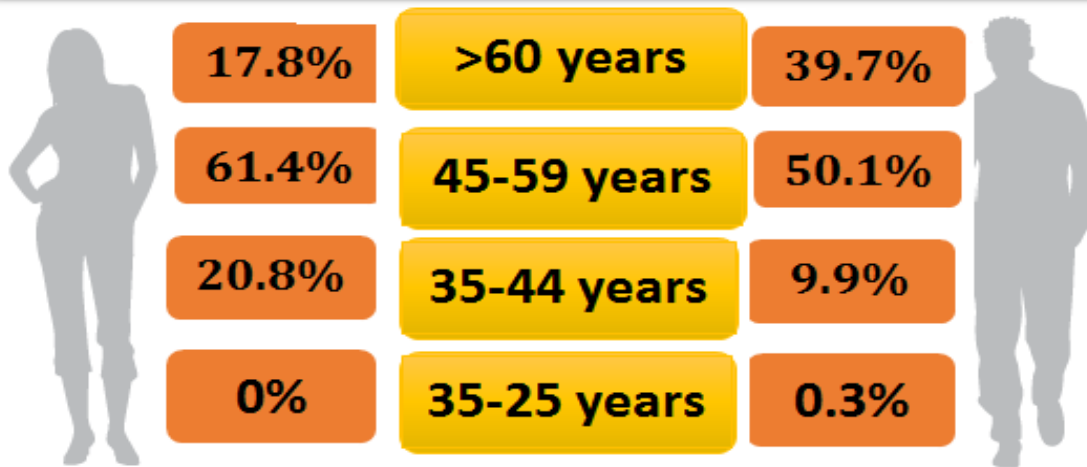 17.8% >60 years 39.7%
61.4% 45-59 years 50.1%
20.8% 35-44 years 9.9%
0% 35-25 years 0.3%